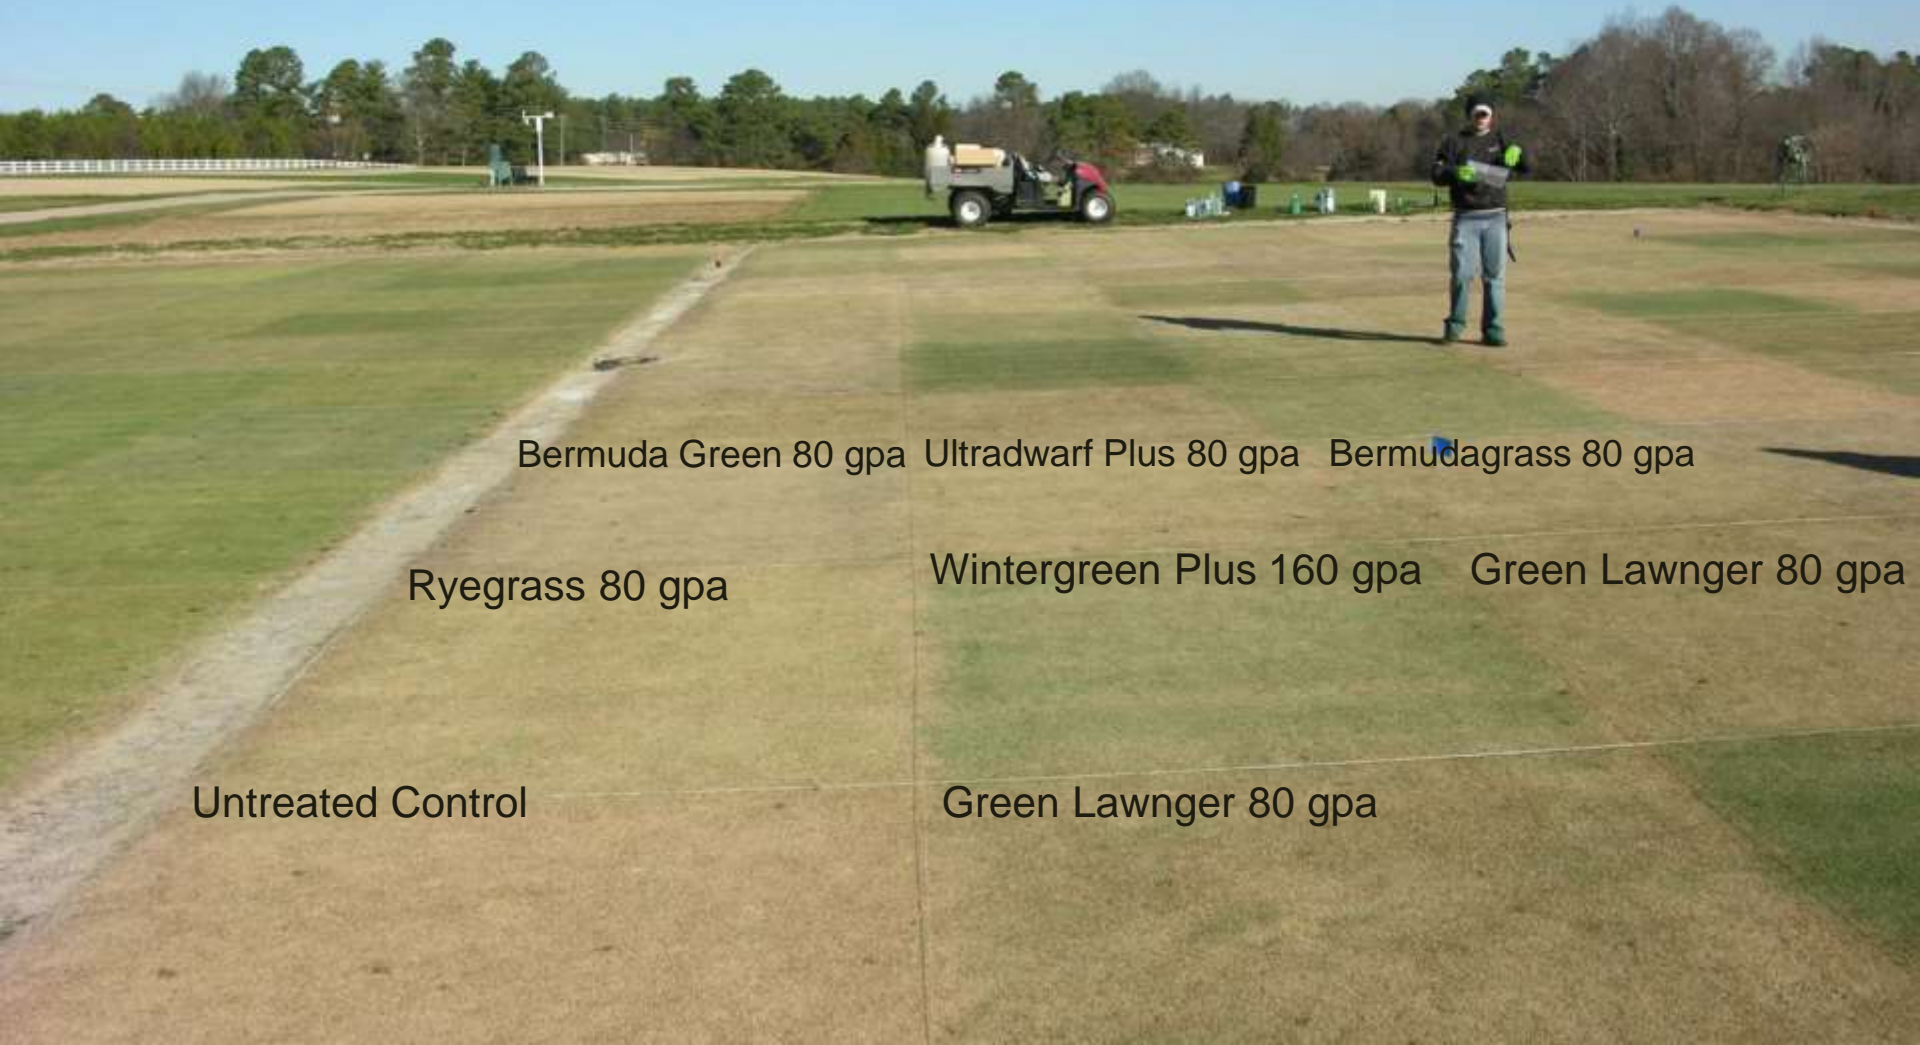 Bermuda Green 80 gpa Ultradwarf Plus 80 gpa Bermudagrass 80 gpa
Wintergreen Plus 160 gpa Green Lawnger 80 gpa
Ryegrass 80 gpa
Untreated Control Green Lawnger 80 gpa